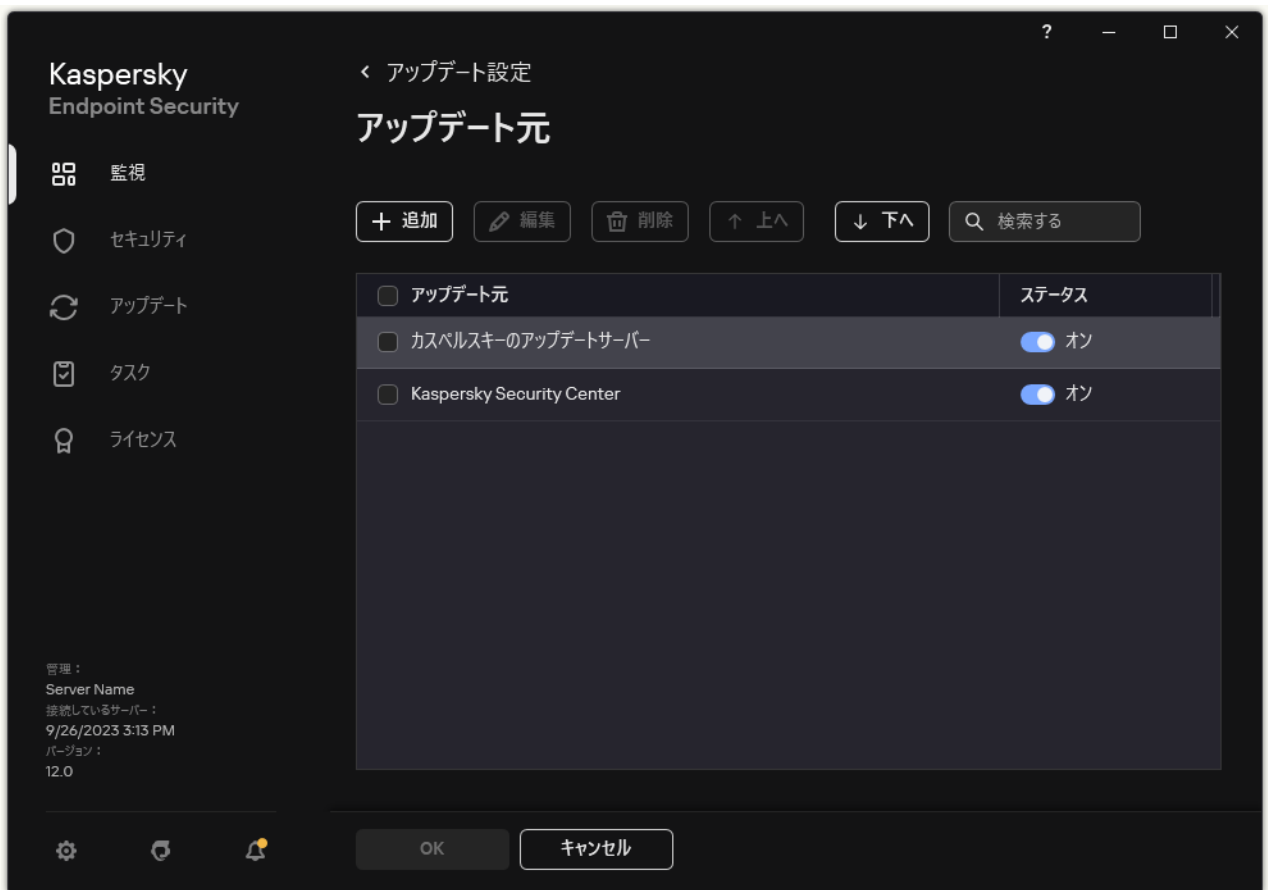 ?
Kaspersky
Endpoint Security
監視
セキュリティ
アップデート
タスク
ライセンス
管理：
Server Name
接続しているサーバー：
9/26/2023 3:13 PM
バージョン：
12.0
アップデート設定
アップデート元
追加 編集 削除 上へ 下へ 検索する
アップデート元 ステータス
カスペルスキーのアップデートサーバー オン
Kaspersky Security Center オン
OK キャンセル